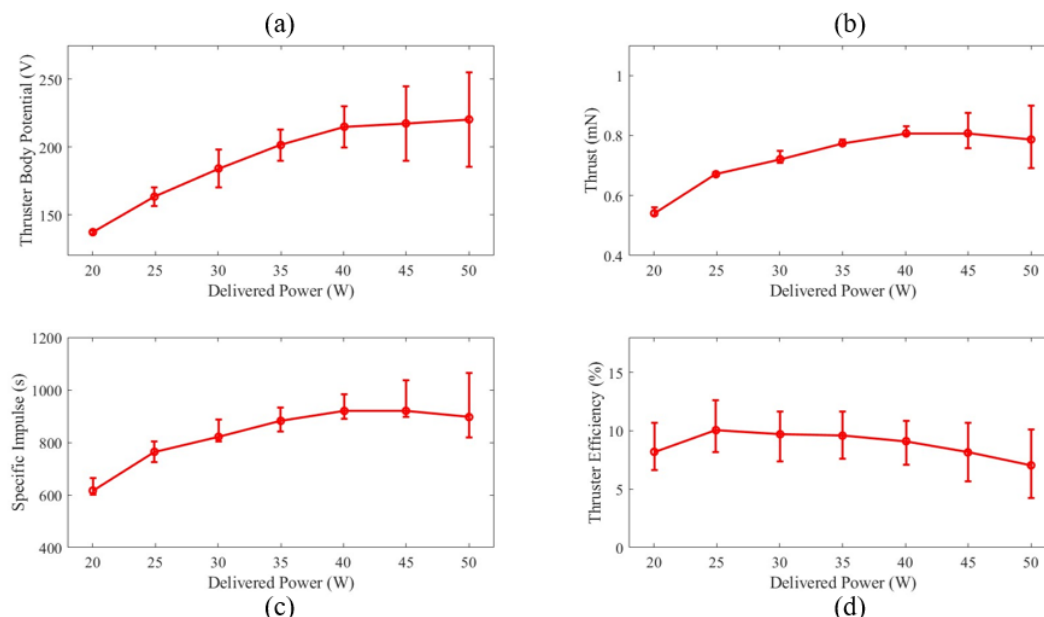 (a)
(b)
Thruster Body Potential (V)
250
200
150
20 25 30 35 40 45 50
Delivered Power (W)
Thrust (mN)
1
0.8
0.6
0.4
20 25 30 35 40 45 50
Delivered Power (W)
Specific Impulse (s)
1200
1000
800
600
400
20 25 30 35 40 45 50
Delivered Power (W)
(c)
Thruster Efficiency (%)
15
10
5
0
20 25 30 35 40 45 50
Delivered Power (W)
(d)